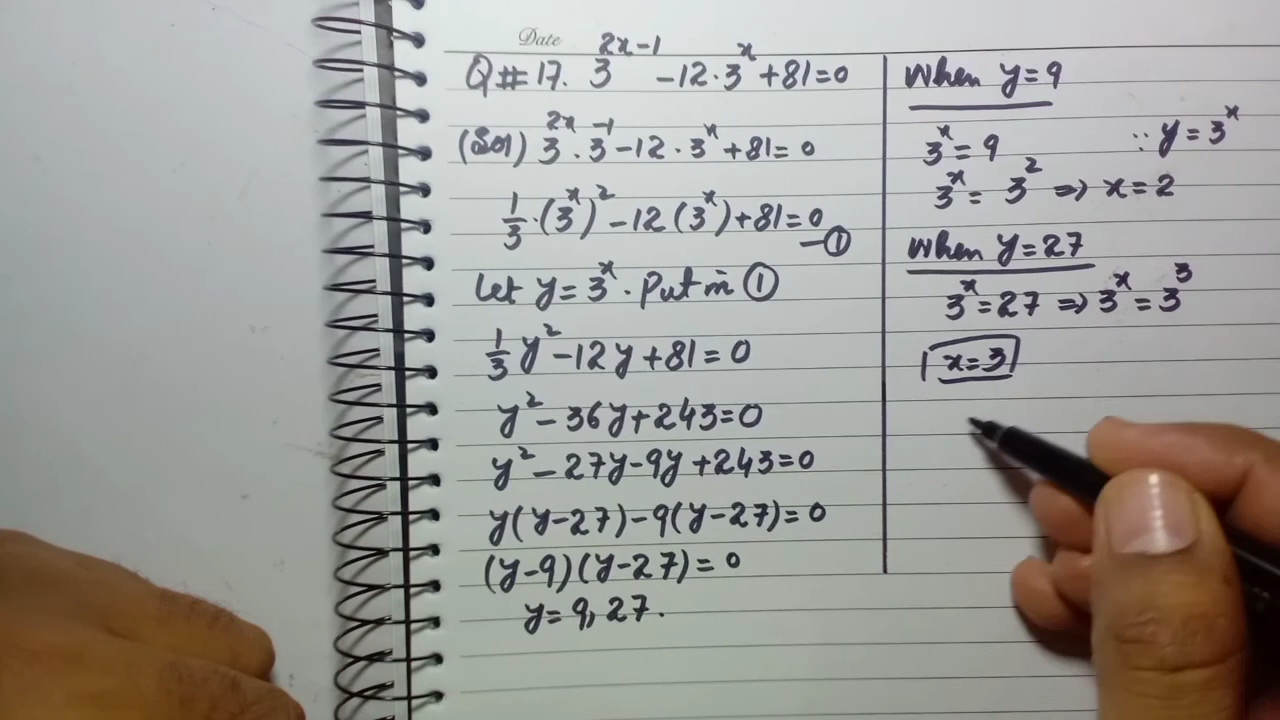 Date
Q#17. 3^{2x-1} - 12·3^x + 81 = 0
(Sol) 3^{2x}·3^{-1} - 12·3^x + 81 = 0
1/3·(3^x)^2 - 12(3^x) + 81 = 0 —①
Let y = 3^x. Put in ①
1/3 y^2 - 12y + 81 = 0
y^2 - 36y + 243 = 0
y^2 - 27y - 9y + 243 = 0
y(y-27) - 9(y-27) = 0
(y-9)(y-27) = 0
y = 9, 27.
When y = 9
3^x = 9 ∵ y = 3^x
3^x = 3^2 ⇒ x = 2
When y = 27
3^x = 27 ⇒ 3^x = 3^3
x = 3